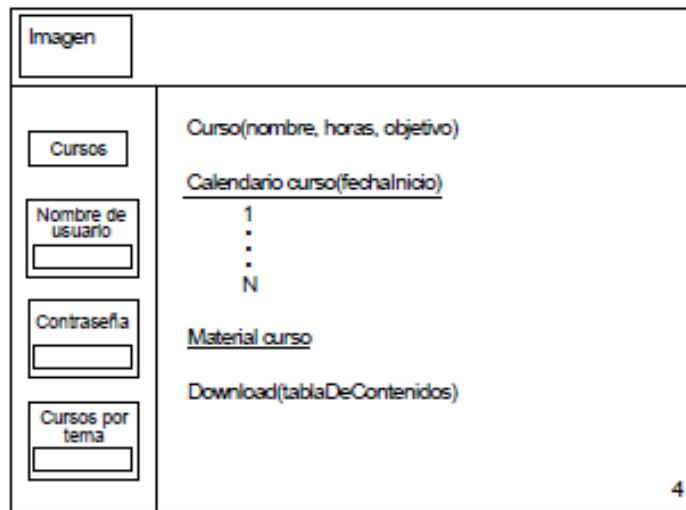 Imagen
Cursos
Nombre de
usuario
Contraseña
Cursos por
tema
Curso(nombre, horas, objetivo)
Calendario curso(fechaInicio)
1
N
Material curso
Download(tablaDeContenidos)
4